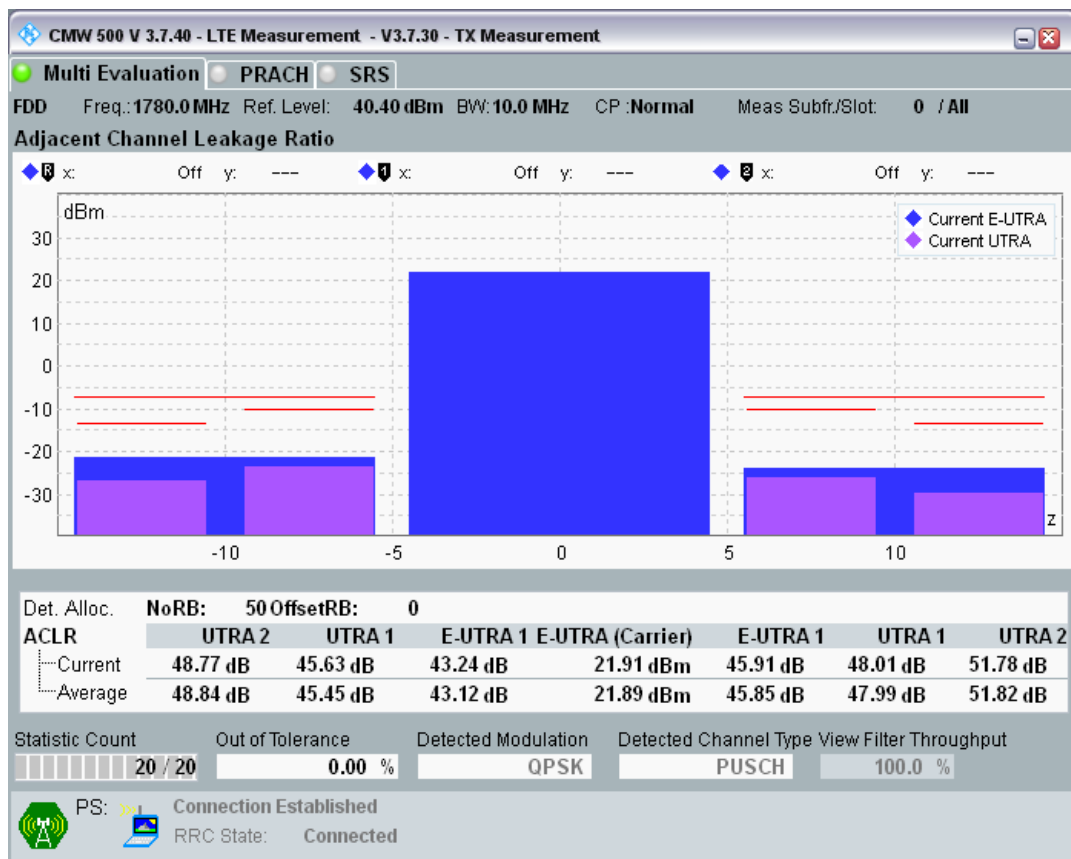 CMW 500 V 3.7.40 - LTE Measurement - V3.7.30 - TX Measurement
Multi Evaluation PRACH SRS
FDD Freq.:1780.0 MHz Ref. Level: 40.40 dBm BW: 10.0 MHz CP :Normal Meas Subfr./Slot: 0 / All
Adjacent Channel Leakage Ratio
R x: Off y: --- 1 x: Off y: --- 2 x: Off y: ---
dBm
Current E-UTRA
Current UTRA
30
20
10
0
-10
-20
-30
z
-10 -5 0 5 10
Det. Alloc. NoRB: 50 OffsetRB: 0
ACLR UTRA 2 UTRA 1 E-UTRA 1 E-UTRA (Carrier) E-UTRA 1 UTRA 1 UTRA 2
Current 48.77 dB 45.63 dB 43.24 dB 21.91 dBm 45.91 dB 48.01 dB 51.78 dB
Average 48.84 dB 45.45 dB 43.12 dB 21.89 dBm 45.85 dB 47.99 dB 51.82 dB
Statistic Count Out of Tolerance Detected Modulation Detected Channel Type View Filter Throughput
20 / 20 0.00 % QPSK PUSCH 100.0 %
PS: Connection Established
RRC State: Connected